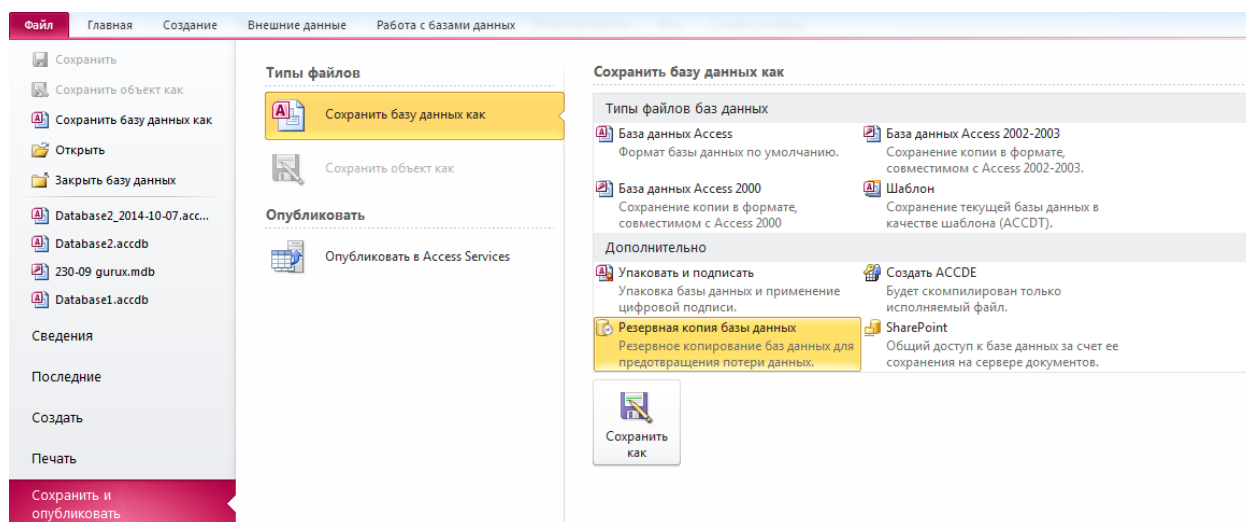 Файл Главная Создание Внешние данные Работа с базами данных
Сохранить
Сохранить объект как
Сохранить базу данных как
Открыть
Закрыть базу данных
Database2_2014-10-07.acc...
Database2.accdb
230-09 gurux.mdb
Database1.accdb
Сведения
Последние
Создать
Печать
Сохранить и
опубликовать
Типы файлов
Сохранить базу данных как
Сохранить объект как
Опубликовать
Опубликовать в Access Services
Сохранить базу данных как
Типы файлов баз данных
База данных Access
Формат базы данных по умолчанию.
База данных Access 2002-2003
Сохранение копии в формате,
совместимом с Access 2002-2003.
База данных Access 2000
Сохранение копии в формате,
совместимом с Access 2000
Шаблон
Сохранение текущей базы данных в
качестве шаблона (ACCDT).
Дополнительно
Упаковать и подписать
Упаковка базы данных и применение
цифровой подписи.
Создать ACCDE
Будет скомпилирован только
исполняемый файл.
Резервная копия базы данных
Резервное копирование баз данных для
предотвращения потери данных.
SharePoint
Общий доступ к базе данных за счет ее
сохранения на сервере документов.
Сохранить
как